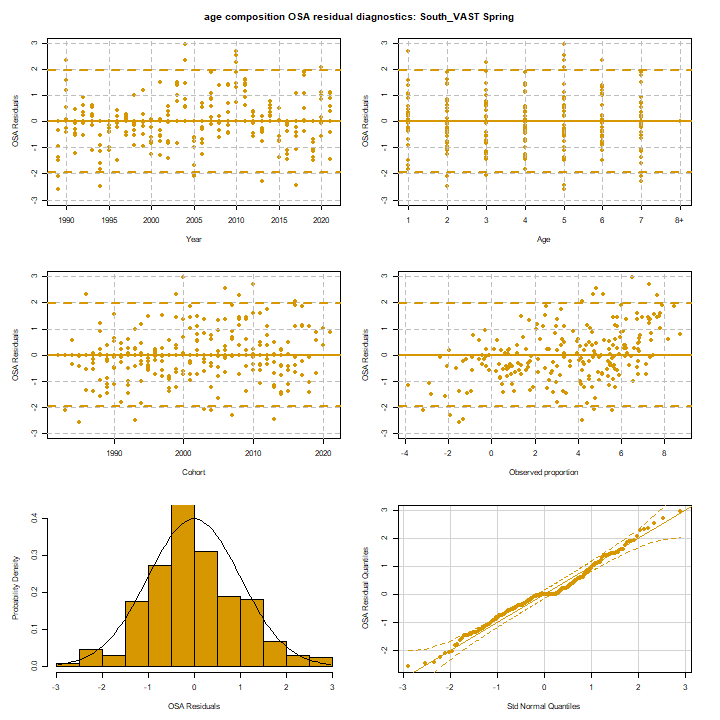 age composition OSA residual diagnostics: South_VAST Spring
OSA Residuals
3
2
1
0
-1
-2
-3
1990 1995 2000 2005 2010 2015 2020
Year
OSA Residuals
3
2
1
0
-1
-2
-3
1 2 3 4 5 6 7 8+
Age
OSA Residuals
3
2
1
0
-1
-2
-3
1990 2000 2010 2020
Cohort
OSA Residuals
3
2
1
0
-1
-2
-3
-4 -2 0 2 4 6 8
Observed proportion
Probability Density
0.4
0.3
0.2
0.1
0.0
-3 -2 -1 0 1 2 3
OSA Residuals
OSA Residual Quantiles
3
2
1
0
-1
-2
-3 -2 -1 0 1 2 3
Std Normal Quantiles